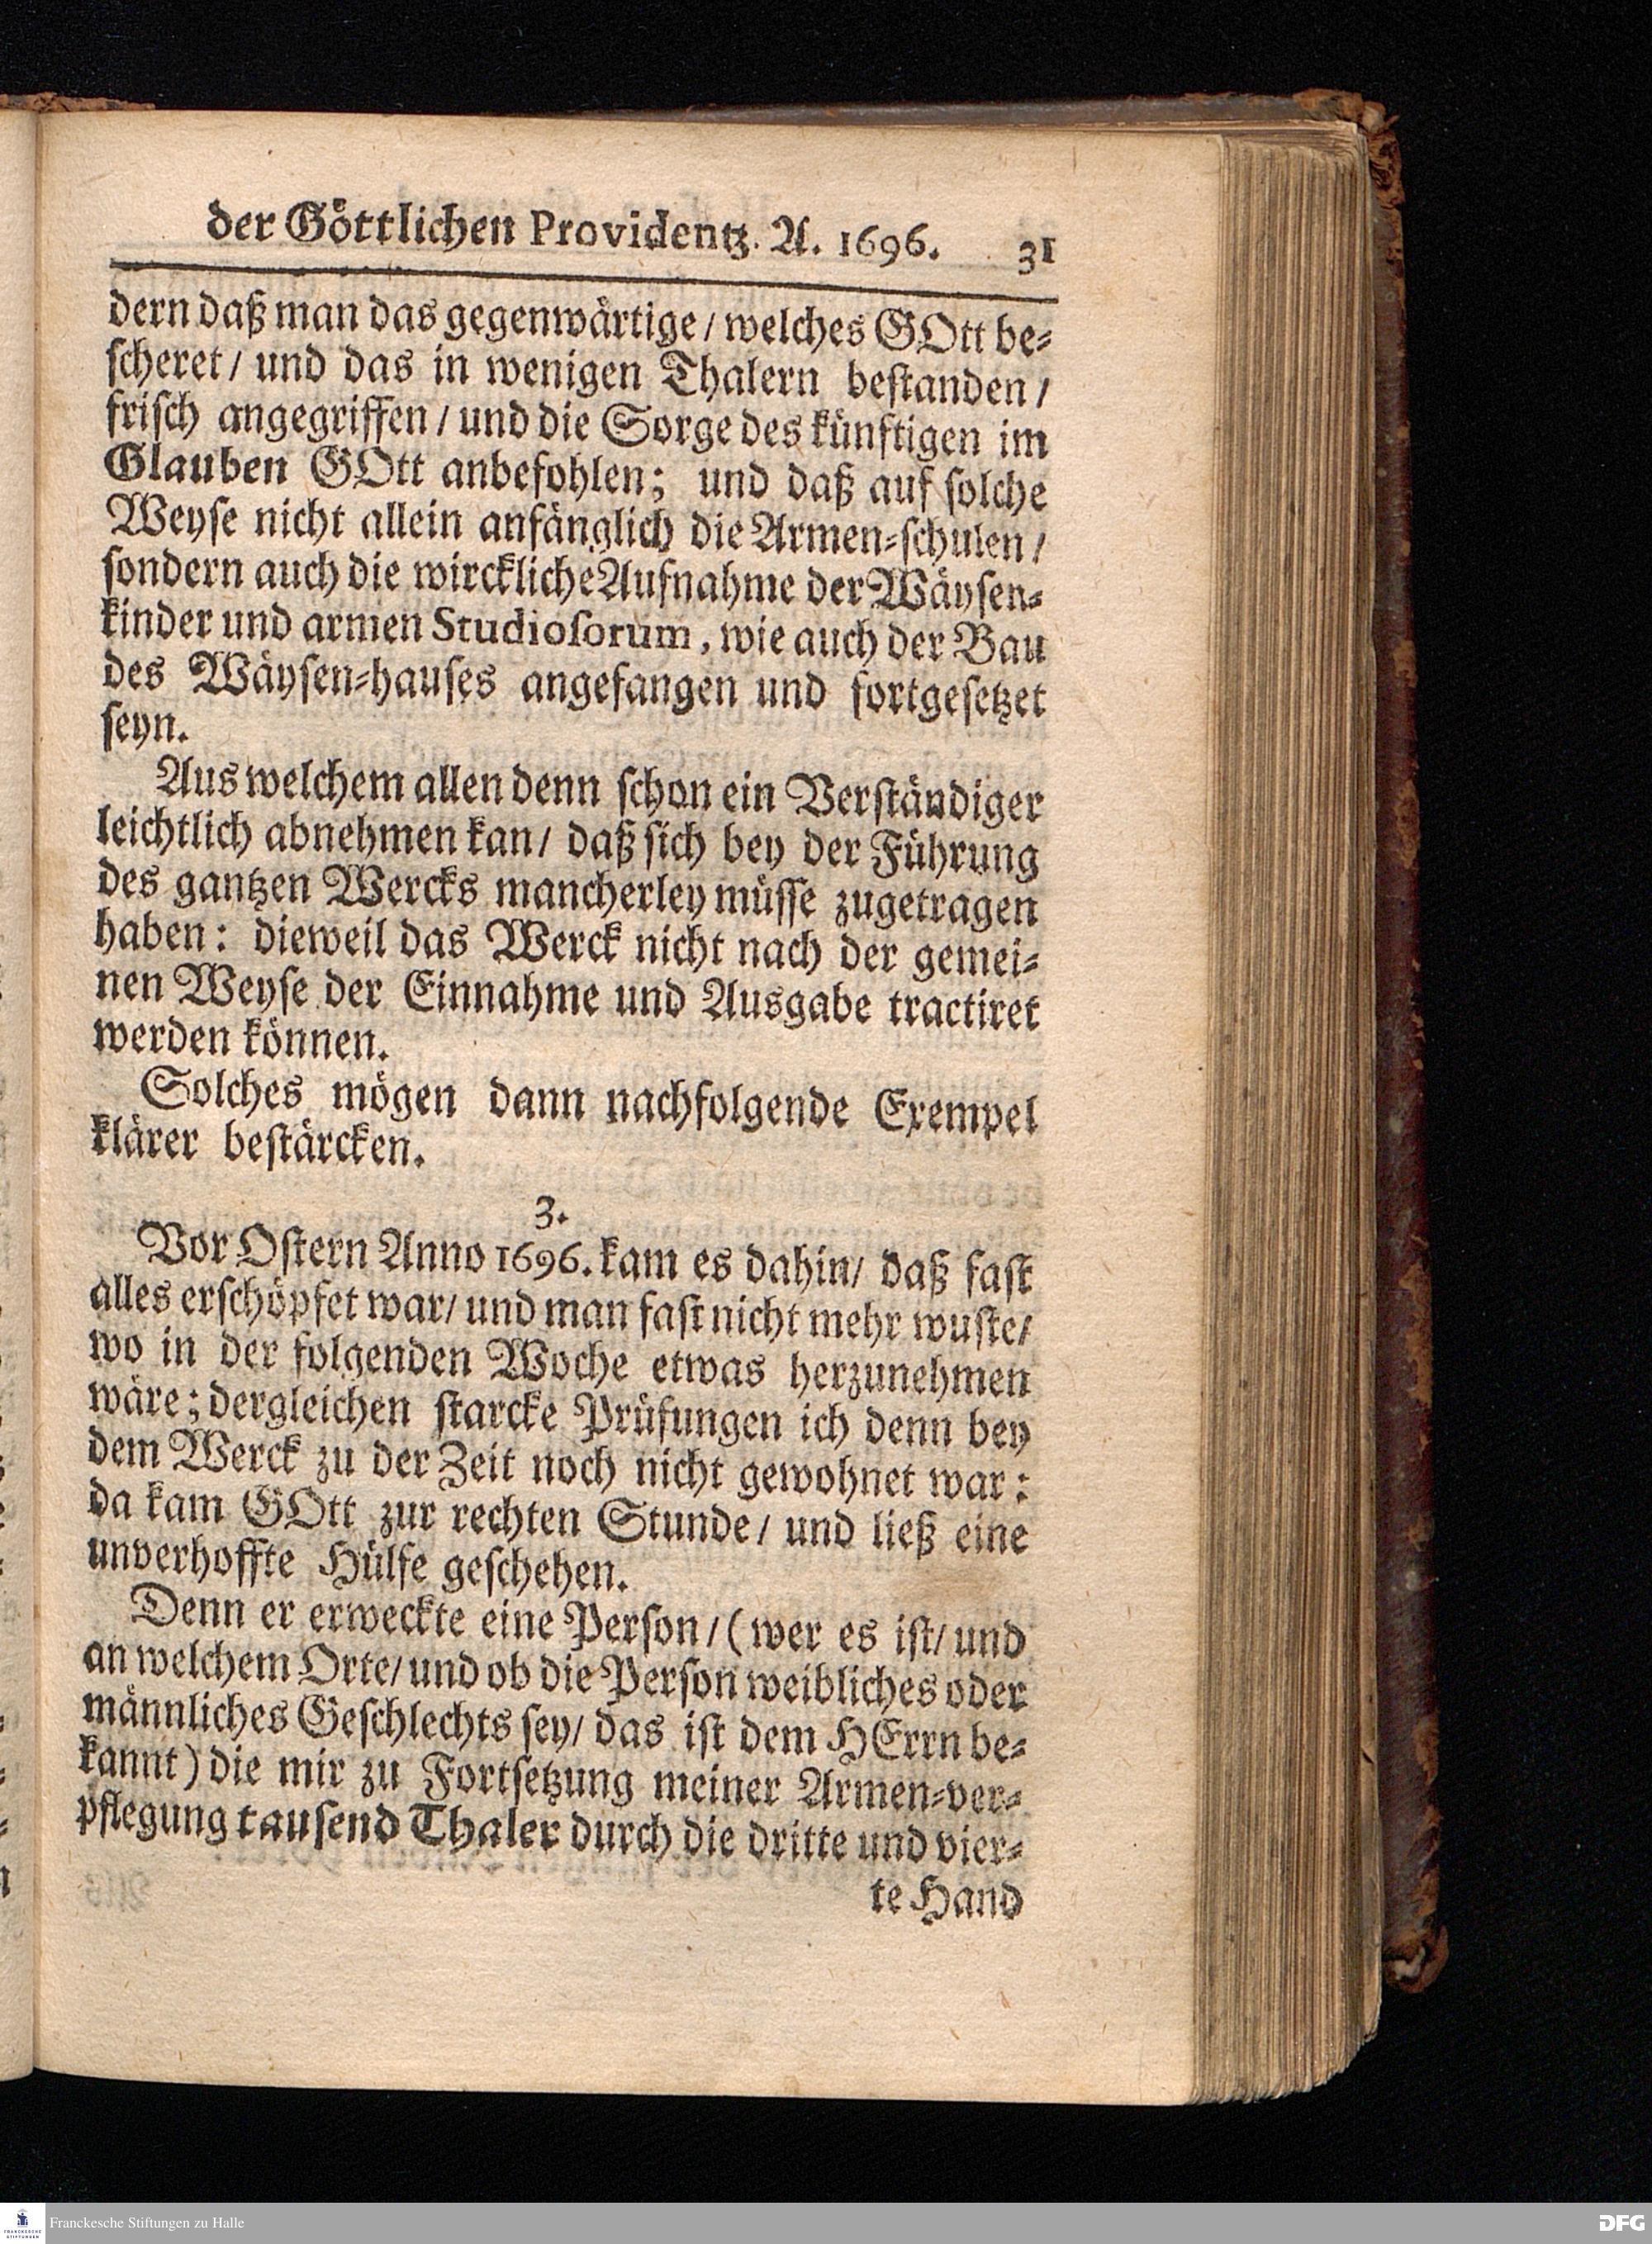 der Göttlichen Providentz. A. 1696. 31
dern daß man das gegenwärtige / welches GOtt be-
scheret / und das in wenigen Thalern bestanden /
frisch angegriffen / und die Sorge des künftigen im
Glauben GOtt anbefohlen; und daß auf solche
Weyse nicht allein anfänglich die Armen-schulen /
sondern auch die wirckliche Aufnahme der Wäysen-
kinder und armen Studiosorum, wie auch der Bau
des Wäysen-hauses angefangen und fortgesetzet
seyn.
Aus welchem allen denn schon ein Verständiger
leichtlich abnehmen kan / daß sich bey der Führung
des gantzen Wercks mancherley müsse zugetragen
haben: dieweil das Werck nicht nach der gemei-
nen Weyse der Einnahme und Ausgabe tractiret
werden können.
Solches mögen dann nachfolgende Exempel
klärer bestärcken.
3.
Vor Ostern Anno 1696. kam es dahin / daß fast
alles erschöpfet war / und man fast nicht mehr wuste /
wo in der folgenden Woche etwas herzunehmen
wäre; dergleichen starcke Prüfungen ich denn bey
dem Werck zu der Zeit noch nicht gewohnet war:
da kam GOtt zur rechten Stunde / und ließ eine
unverhoffte Hülfe geschehen.
Denn er erweckte eine Person / (wer es ist / und
an welchem Orte / und ob die Person weibliches oder
männliches Geschlechts sey / das ist dem HErrn be-
kannt) die mir zu Fortsetzung meiner Armen-ver-
pflegung tausend Thaler durch die dritte und vier-
te Hand
FRANCKESCHE STIFTUNGEN
Franckesche Stiftungen zu Halle
DFG